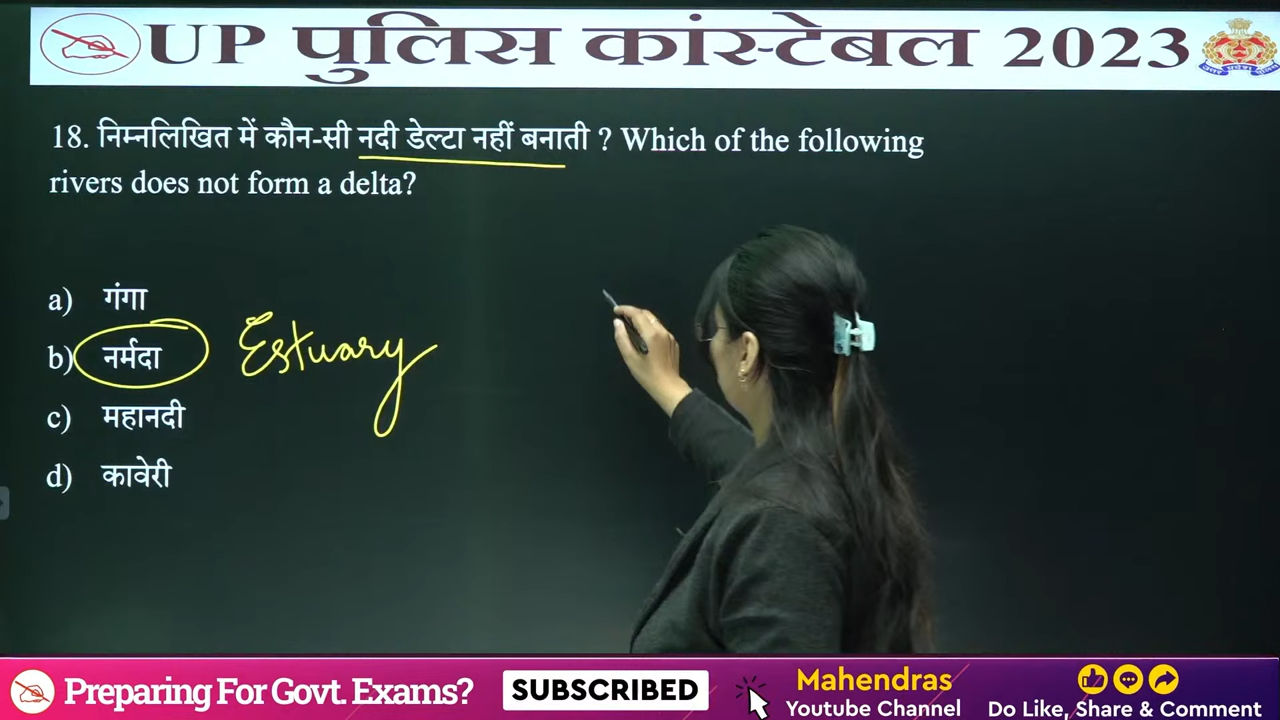 UP पुलिस कांस्टेबल 2023
18. निम्नलिखित में कौन-सी नदी डेल्टा नहीं बनाती ? Which of the following
rivers does not form a delta?
a) गंगा
b) नर्मदा Estuary
c) महानदी
d) कावेरी
Preparing For Govt. Exams?
SUBSCRIBED
Mahendras
Youtube Channel
Do Like, Share & Comment